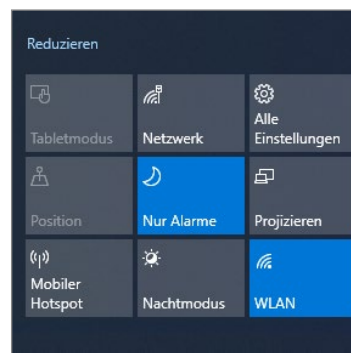 Reduzieren
Tabletmodus
Netzwerk
Alle
Einstellungen
Position
Nur Alarme
Projizieren
Mobiler
Hotspot
Nachtmodus
WLAN